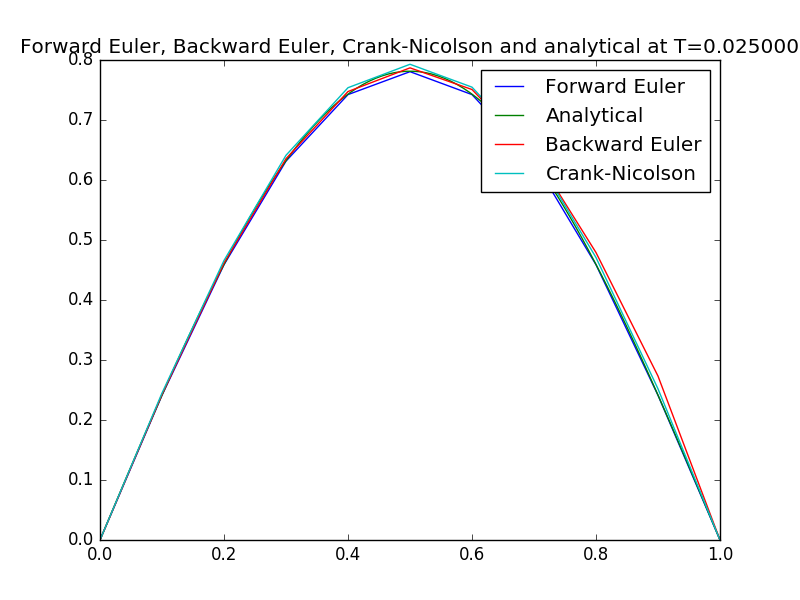 Forward Euler, Backward Euler, Crank-Nicolson and analytical at T=0.025000
0.8
0.7
0.6
0.5
0.4
0.3
0.2
0.1
0.0
Forward Euler
Analytical
Backward Euler
Crank-Nicolson
0.0 0.2 0.4 0.6 0.8 1.0